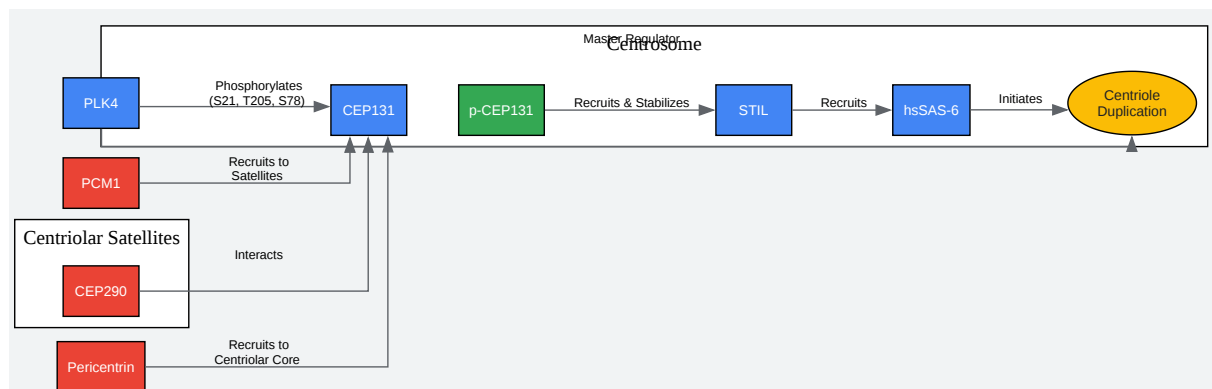 Master Regulator
Centrosome
PLK4
Phosphorylates
(S21, T205, S78)
CEP131
p-CEP131
Recruits & Stabilizes
STIL
Recruits
hsSAS-6
Initiates
Centriole
Duplication
PCM1
Recruits to
Satellites
Centriolar Satellites
CEP290
Interacts
Pericentrin
Recruits to
Centriolar Core